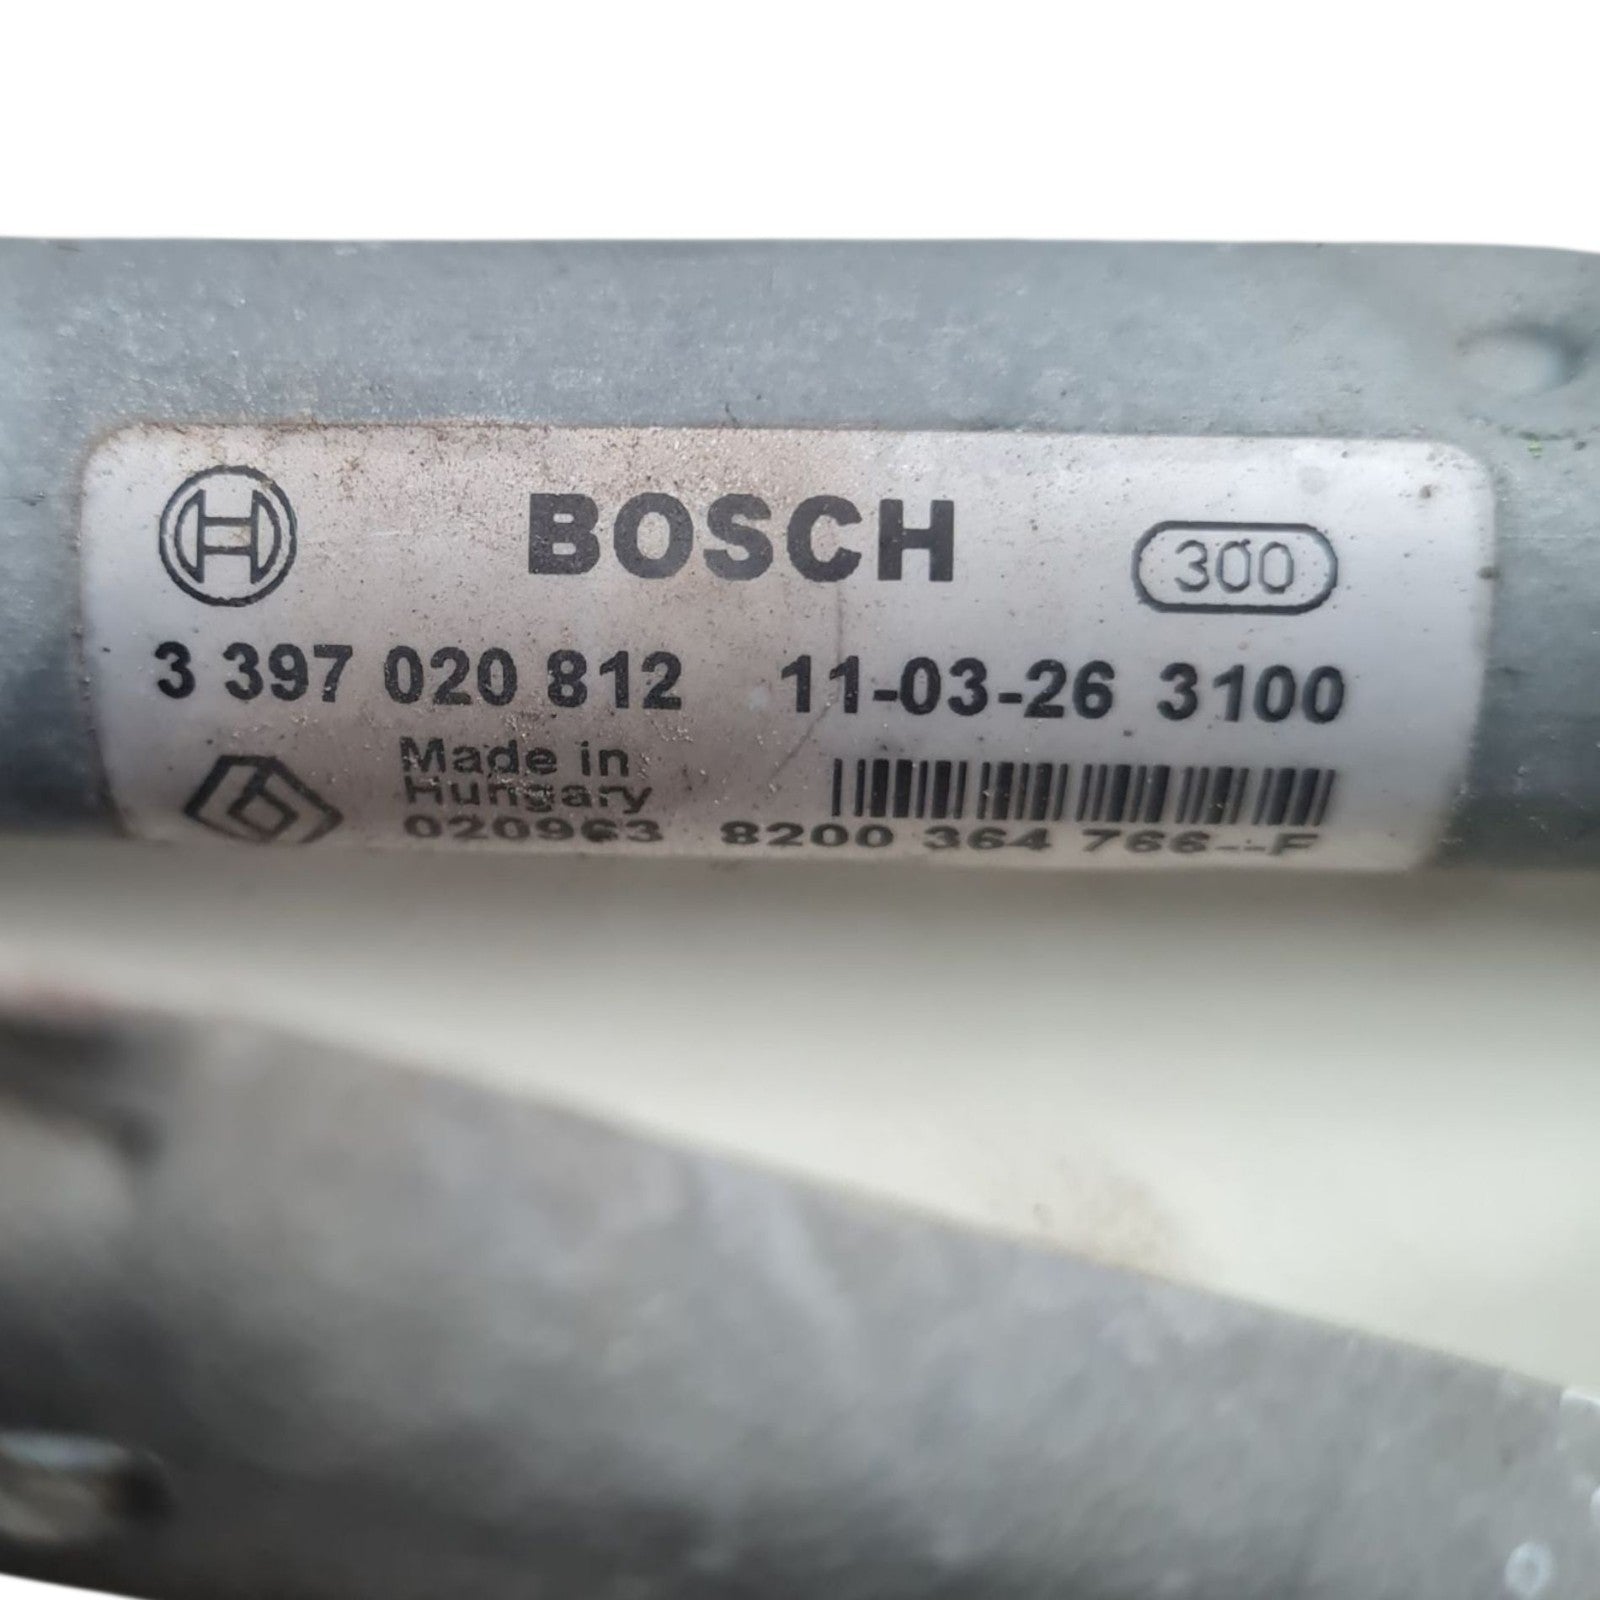 BOSCH 300
3 397 020 812 11-03-26 3100
Made in
Hungary
020963 8200 364 766--F